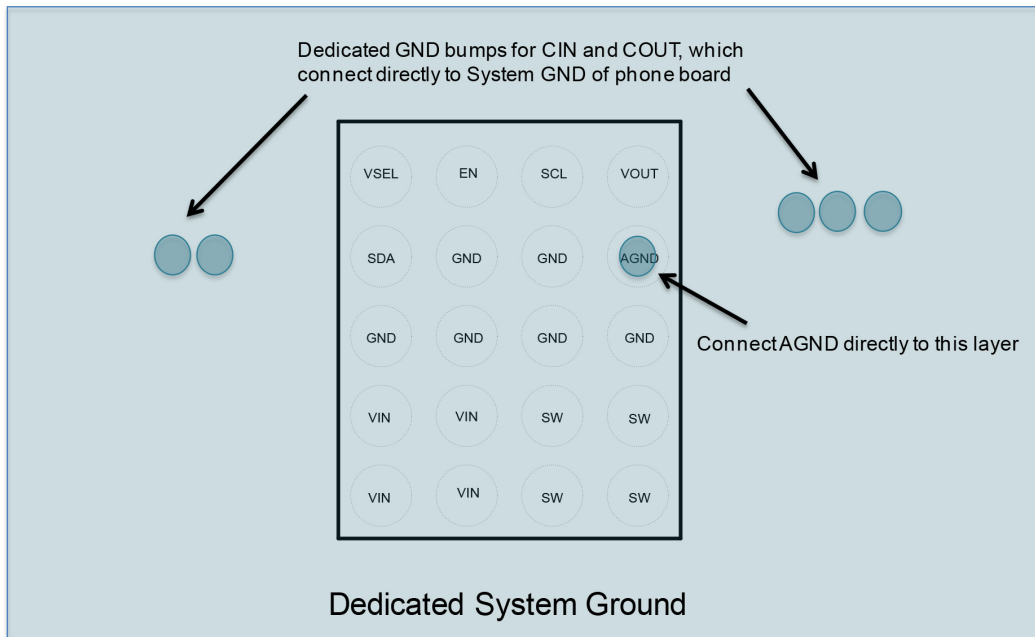 Dedicated GND bumps for CIN and COUT, which
connect directly to System GND of phone board
VSEL EN SCL VOUT
SDA GND GND AGND
GND GND GND GND
Connect AGND directly to this layer
VIN VIN SW SW
VIN VIN SW SW
Dedicated System Ground